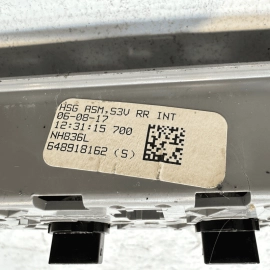 HSG ASM,S3V RR INT
06-08-17
12:31:15 700
NH836L
648918162 (S)